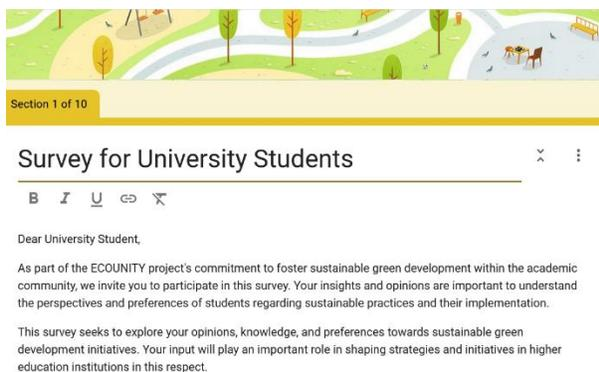 Section 1 of 10
Survey for University Students
B I U
Dear University Student,
As part of the ECOUNITY project's commitment to foster sustainable green development within the academic
community, we invite you to participate in this survey. Your insights and opinions are important to understand
the perspectives and preferences of students regarding sustainable practices and their implementation.
This survey seeks to explore your opinions, knowledge, and preferences towards sustainable green
development initiatives. Your input will play an important role in shaping strategies and initiatives in higher
education institutions in this respect.